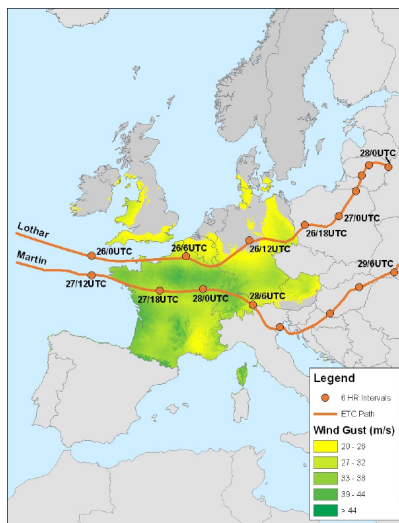 28/0UTC
Lothar
26/0UTC
26/6UTC
26/12UTC
26/18UTC
27/0UTC
Martin
27/12UTC
27/18UTC
28/0UTC
28/6UTC
29/6UTC
Legend
6 HR Intervals
ETC Path
Wind Gust (m/s)
20 - 26
27 - 32
33 - 38
39 - 44
> 44